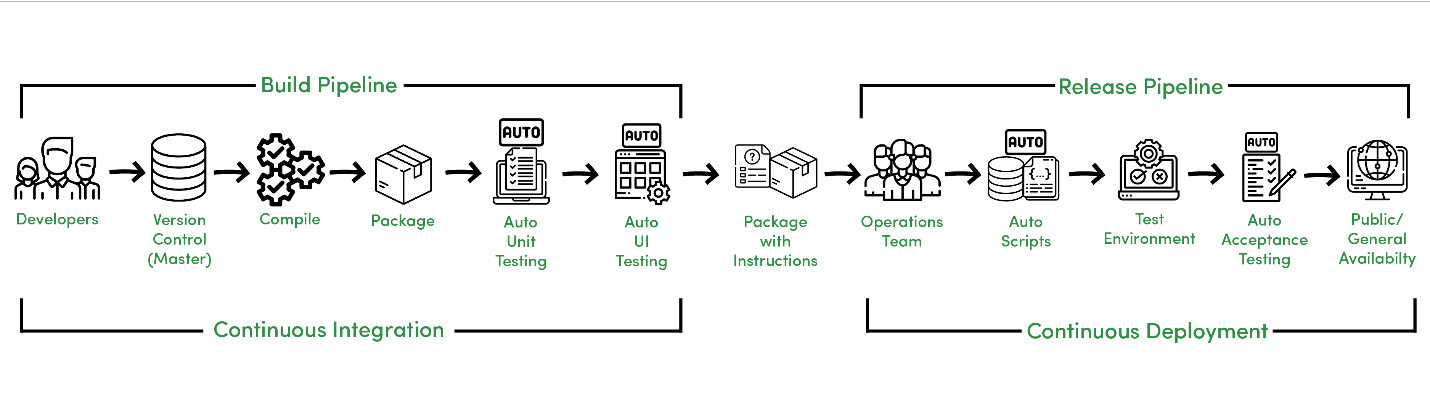 Build Pipeline
Release Pipeline
AUTO
AUTO
AUTO
AUTO
?
{...}
Developers
Version
Control
(Master)
Compile
Package
Auto
Unit
Testing
Auto
UI
Testing
Package
with
Instructions
Operations
Team
Auto
Scripts
Test
Environment
Auto
Acceptance
Testing
Public/
General
Availabilty
Continuous Integration
Continuous Deployment